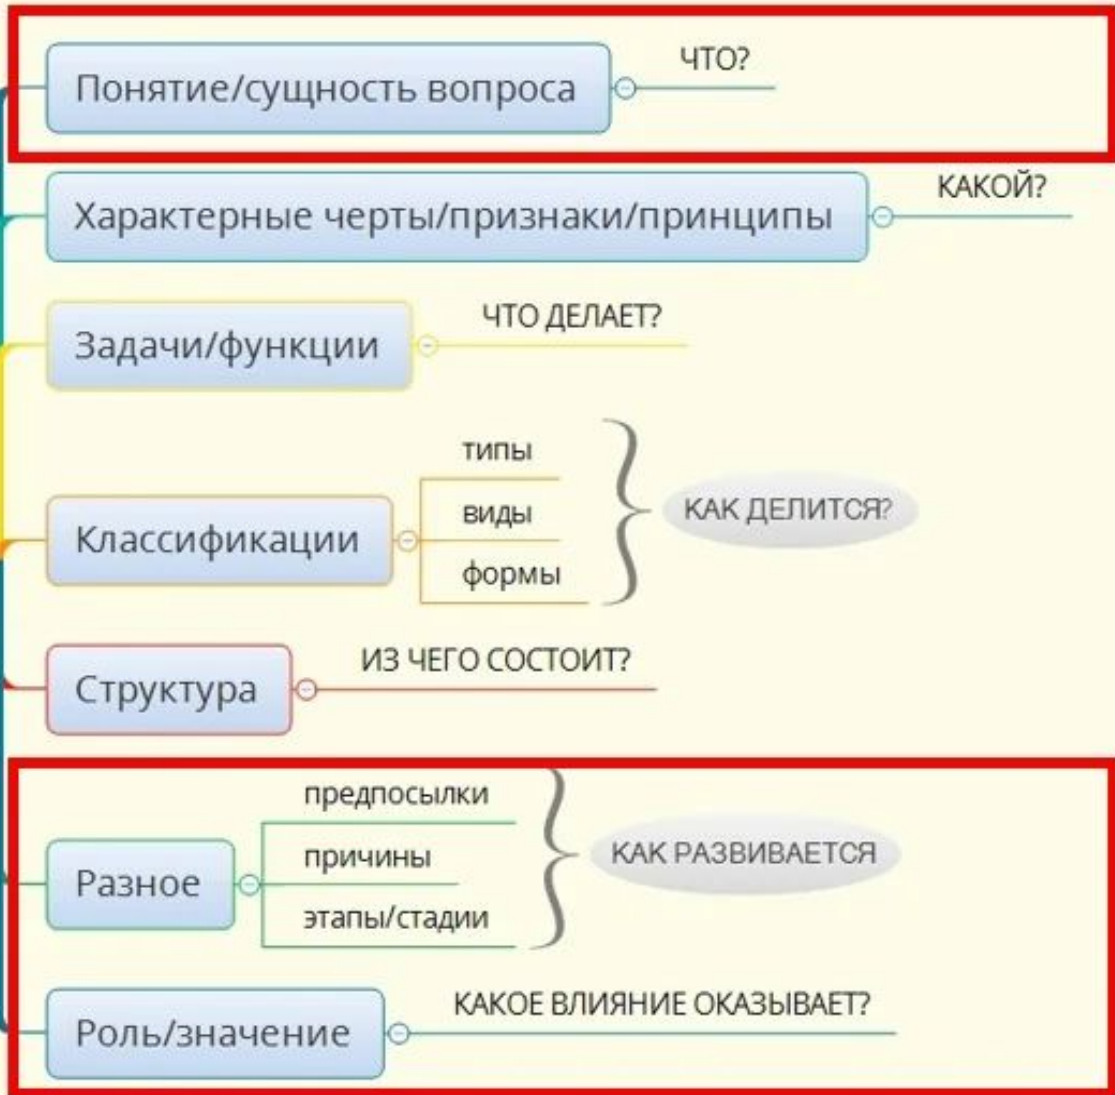 Понятие/сущность вопроса
ЧТО?
Характерные черты/признаки/принципы
КАКОЙ?
Задачи/функции
ЧТО ДЕЛАЕТ?
Классификации
типы
виды
формы
КАК ДЕЛИТСЯ?
Структура
ИЗ ЧЕГО СОСТОИТ?
Разное
предпосылки
причины
этапы/стадии
КАК РАЗВИВАЕТСЯ
Роль/значение
КАКОЕ ВЛИЯНИЕ ОКАЗЫВАЕТ?